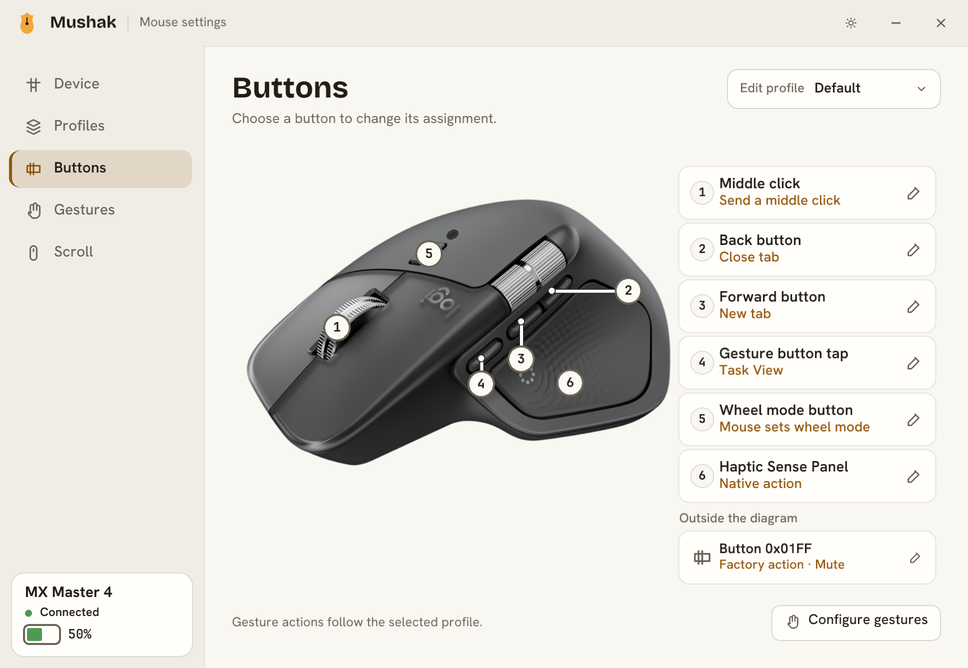 Mushak
Mouse settings
Device
Profiles
Buttons
Gestures
Scroll
MX Master 4
Connected
50%
Buttons
Choose a button to change its assignment.
Edit profile Default
logi
1
2
3
4
5
6
1 Middle click
Send a middle click
2 Back button
Close tab
3 Forward button
New tab
4 Gesture button tap
Task View
5 Wheel mode button
Mouse sets wheel mode
6 Haptic Sense Panel
Native action
Outside the diagram
Button 0x01FF
Factory action · Mute
Gesture actions follow the selected profile.
Configure gestures